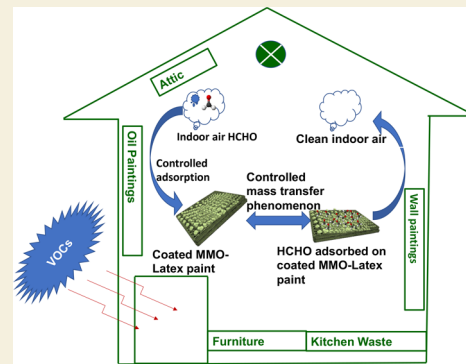 Attic
Indoor air HCHO
Clean indoor air
Oil Paintings
Controlled
adsorption
Controlled
mass transfer
phenomenon
Wall paintings
VOCs
Coated MMO-
Latex paint
HCHO adsorbed on
coated MMO-Latex
paint
Furniture
Kitchen Waste